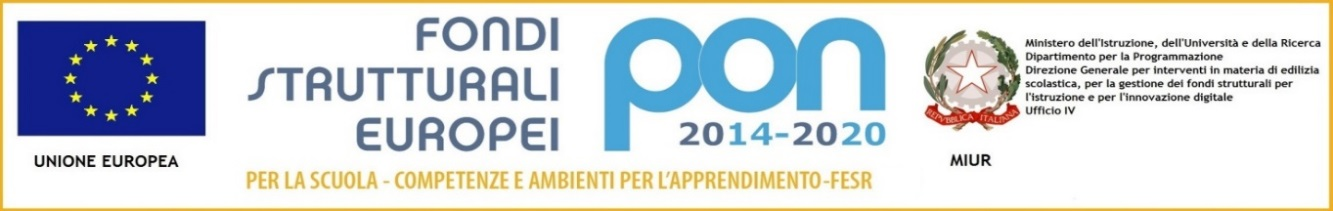 UNIONE EUROPEA
FONDI
STRUTTURALI
EUROPEI
pon
2014-2020
PER LA SCUOLA - COMPETENZE E AMBIENTI PER L'APPRENDIMENTO-FESR
REPVBBLICA ITALIANA
MIUR
Ministero dell'Istruzione, dell'Università e della Ricerca
Dipartimento per la Programmazione
Direzione Generale per interventi in materia di edilizia
scolastica, per la gestione dei fondi strutturali per
l'istruzione e per l'innovazione digitale
Ufficio IV